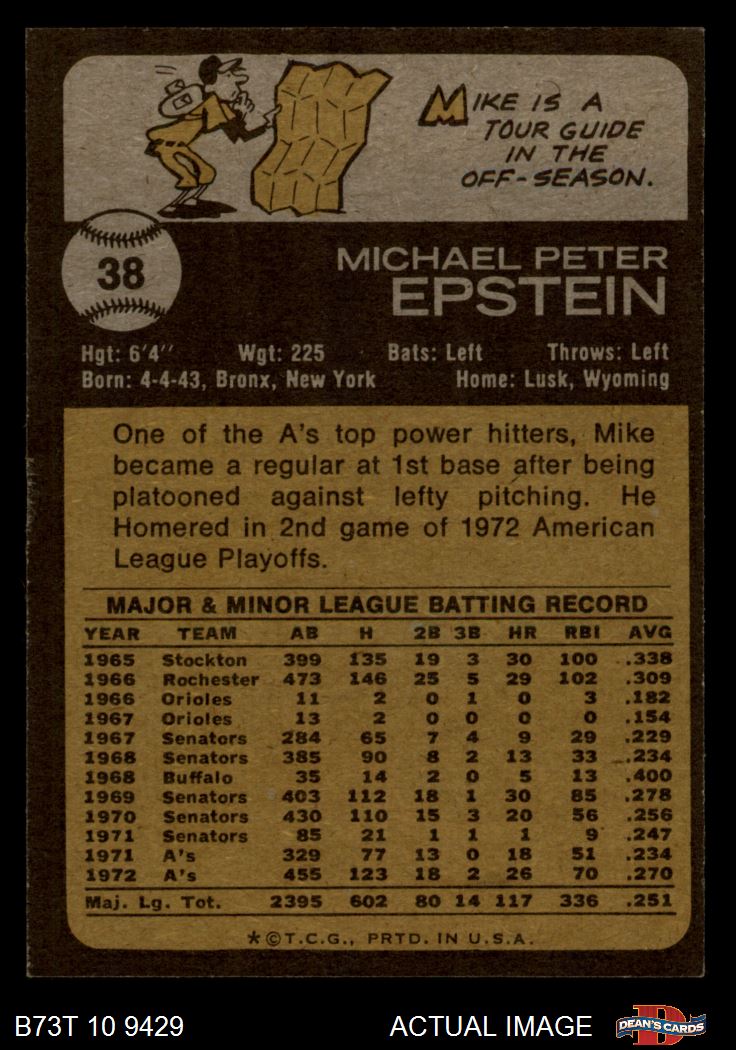 MIKE IS A
TOUR GUIDE
IN THE
OFF-SEASON.
38
MICHAEL PETER
EPSTEIN
Hgt: 6'4" Wgt: 225 Bats: Left Throws: Left
Born: 4-4-43, Bronx, New York Home: Lusk, Wyoming
One of the A's top power hitters, Mike
became a regular at 1st base after being
platooned against lefty pitching. He
Homered in 2nd game of 1972 American
League Playoffs.
MAJOR & MINOR LEAGUE BATTING RECORD
YEAR TEAM AB H 2B 3B HR RBI AVG
1965 Stockton 399 135 19 3 30 100 .338
1966 Rochester 473 146 25 5 29 102 .309
1966 Orioles 11 2 0 1 0 3 .182
1967 Orioles 13 2 0 0 0 0 .154
1967 Senators 284 65 7 4 9 29 .229
1968 Senators 385 90 8 2 13 33 .234
1968 Buffalo 35 14 2 0 5 13 .400
1969 Senators 403 112 18 1 30 85 .278
1970 Senators 430 110 15 3 20 56 .256
1971 Senators 85 21 1 1 1 9 .247
1971 A's 329 77 13 0 18 51 .234
1972 A's 455 123 18 2 26 70 .270
Maj. Lg. Tot. 2395 602 80 14 117 336 .251
*©T.C.G., PRTD. IN U.S.A.
B73T 10 9429 ACTUAL IMAGE D DEAN'S CARDS